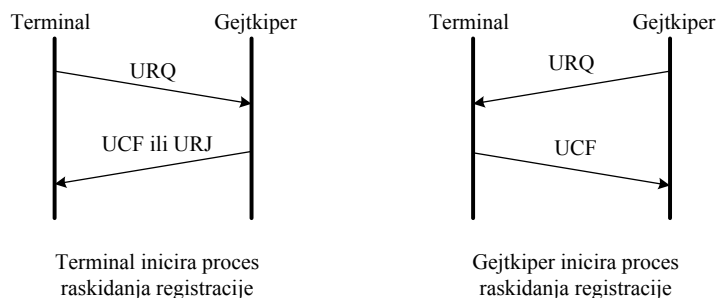 Terminal
Gejtkiper
URQ
UCF ili URJ
Terminal inicira proces
raskidanja registracije
Terminal
Gejtkiper
URQ
UCF
Gejtkiper inicira proces
raskidanja registracije